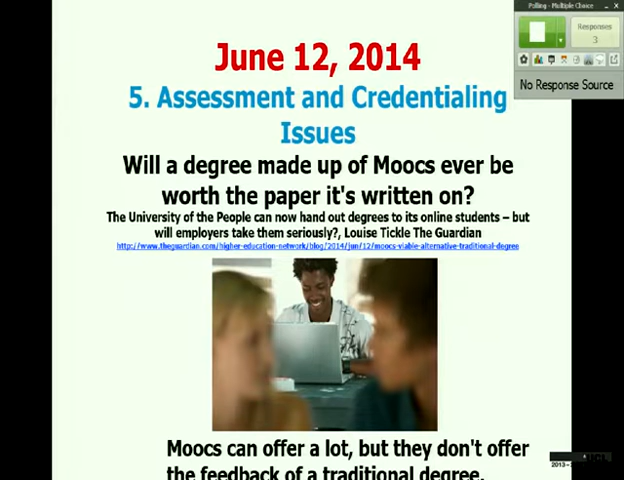 Polling - Multiple Choice
Responses
3
No Response Source
June 12, 2014
5. Assessment and Credentialing
Issues
Will a degree made up of Moocs ever be
worth the paper it's written on?
The University of the People can now hand out degrees to its online students – but
will employers take them seriously?, Louise Tickle The Guardian
http://www.theguardian.com/higher-education-network/blog/2014/jun/12/moocs-viable-alternative-traditional-degree
Moocs can offer a lot, but they don't offer
the feedback of a traditional degree.